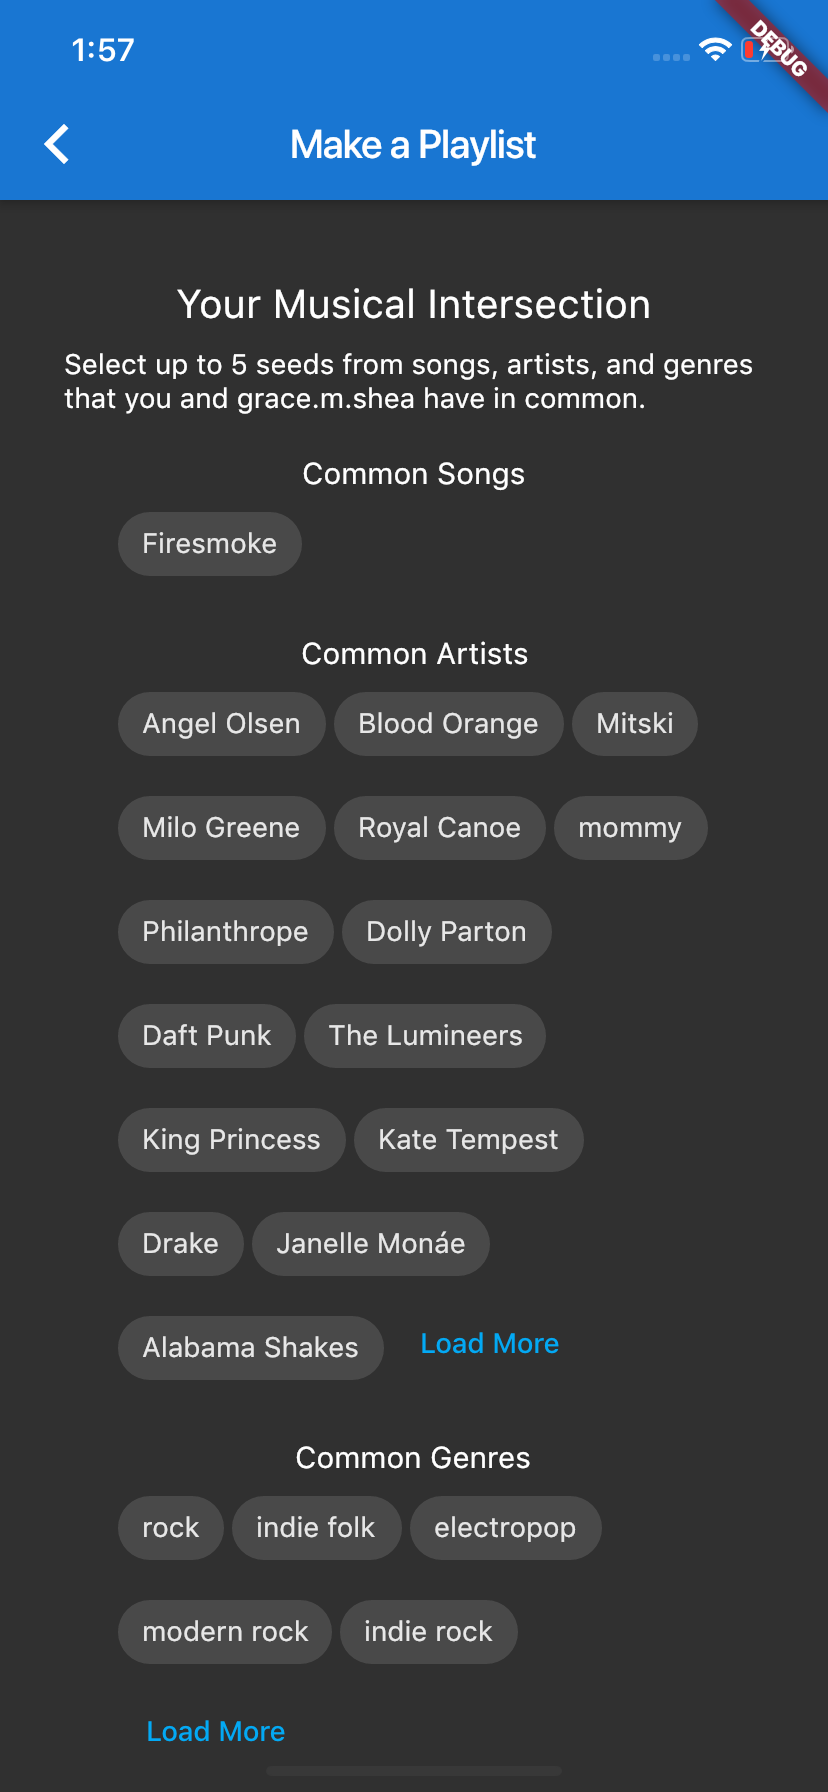 1:57
DEBUG
Make a Playlist
Your Musical Intersection
Select up to 5 seeds from songs, artists, and genres
that you and grace.m.shea have in common.
Common Songs
Firesmoke
Common Artists
Angel Olsen Blood Orange Mitski
Milo Greene Royal Canoe mommy
Philanthrope Dolly Parton
Daft Punk The Lumineers
King Princess Kate Tempest
Drake Janelle Monáe
Alabama Shakes Load More
Common Genres
rock indie folk electropop
modern rock indie rock
Load More